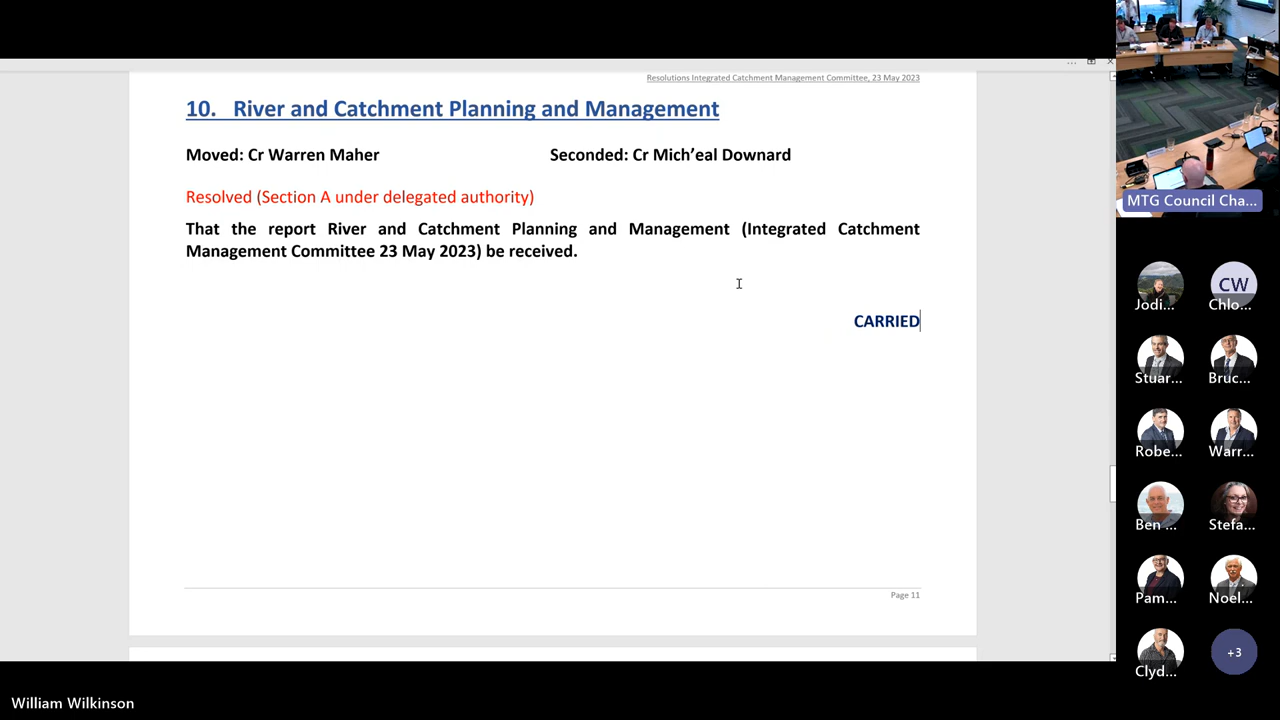 Resolutions Integrated Catchment Management Committee, 23 May 2023
10. River and Catchment Planning and Management
Moved: Cr Warren Maher
Seconded: Cr Mich’eal Downard
Resolved (Section A under delegated authority)
That the report River and Catchment Planning and Management (Integrated Catchment
Management Committee 23 May 2023) be received.
CARRIED
Page 11
MTG Council Cha...
CW
Jodi...
Chlo...
Stuar...
Bruc...
Robe...
Warr...
Ben ...
Stefa...
Pam...
Noel...
Clyd...
+3
William Wilkinson